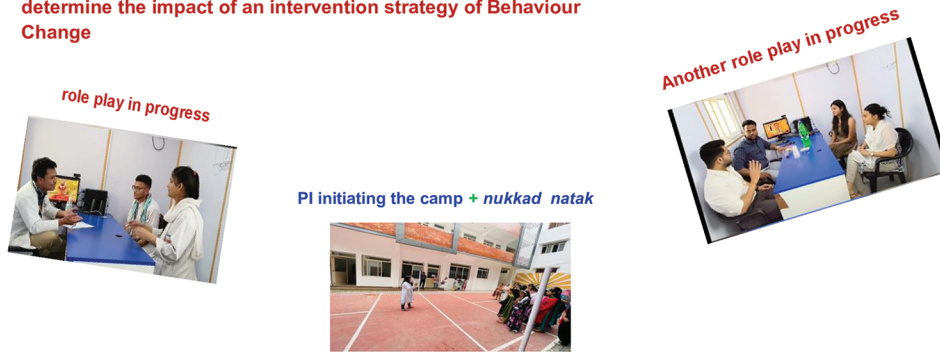 determine the impact of an intervention strategy of Behaviour
Change
Another role play in progress
role play in progress
PI initiating the camp + nukkad natak